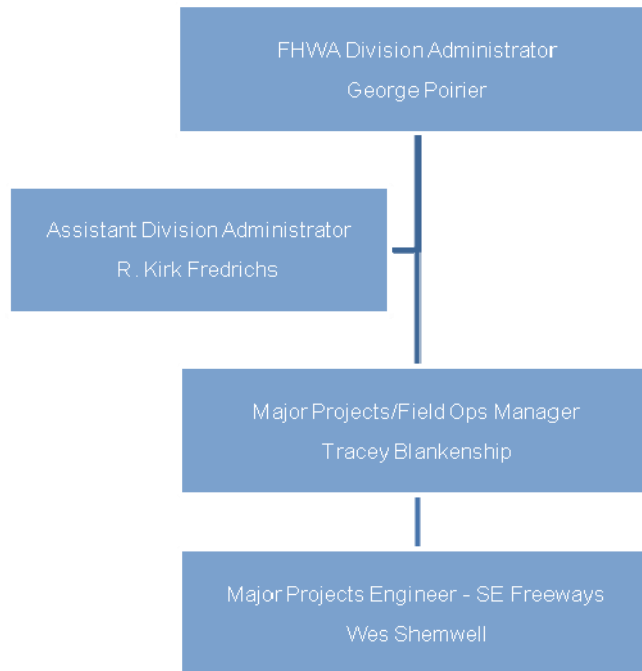 FHWA Division Administrator
George Poirier
Assistant Division Administrator
R. Kirk Fredrichs
Major Projects/Field Ops Manager
Tracey Blankenship
Major Projects Engineer - SE Freeways
Wes Shemwell